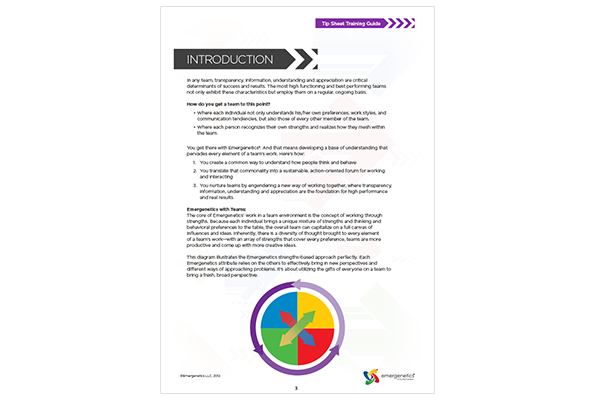 Tip Sheet Training Guide
INTRODUCTION
In any team, transparency, information, understanding and appreciation are critical
determinants of success and results. The most high functioning and best performing teams
not only exhibit these characteristics but employ them on a regular, ongoing basis.
How do you get a team to this point?
• Where each individual not only understands his/her own preferences, work styles, and
communication tendencies, but also those of every other member of the team.
• Where each person recognizes their own strengths and realizes how they mesh within
the team.
You get there with Emergenetics®. And that means developing a base of understanding that
pervades every element of a team's work. Here's how:
1. You create a common way to understand how people think and behave
2. You translate that commonality into a sustainable, action-oriented forum for working
and interacting
3. You nurture teams by engendering a new way of working together, where transparency,
information, understanding and appreciation are the foundation for high performance
and real results.
Emergenetics with Teams:
The core of Emergenetics' work in a team environment is the concept of working through
strengths. Because each individual brings a unique mixture of strengths and thinking and
behavioral preferences to the table, the overall team can capitalize on a full canvas of
influences and ideas. Inherently, there is a diversity of thought brought to every element
of a team's work—with an array of strengths that cover every preference, teams are more
productive and come up with more creative ideas.
This diagram illustrates the Emergenetics strengths-based approach perfectly. Each
Emergenetics attribute relies on the others to effectively bring in new perspectives and
different ways of approaching problems. It's about utilizing the gifts of everyone on a team to
bring a fresh, broad perspective.
©Emergenetics LLC, 2012
emergenetics®
3